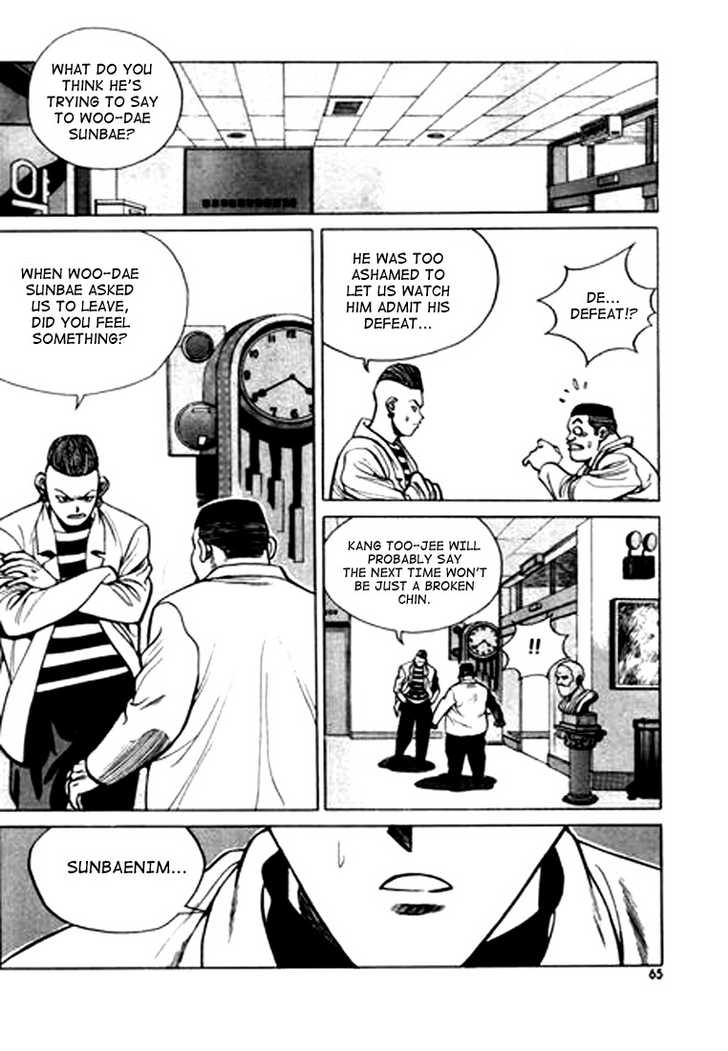 WHAT DO YOU
THINK HE'S
TRYING TO SAY
TO WOO-DAE
SUNBAE?
WHEN WOO-DAE
SUNBAE ASKED
US TO LEAVE,
DID YOU FEEL
SOMETHING?
HE WAS TOO
ASHAMED TO
LET US WATCH
HIM ADMIT HIS
DEFEAT...
DE...
DEFEAT!?
KANG TOO-JEE WILL
PROBABLY SAY
THE NEXT TIME WON'T
BE JUST A BROKEN
CHIN.
!!
SUNBAENIM...
65